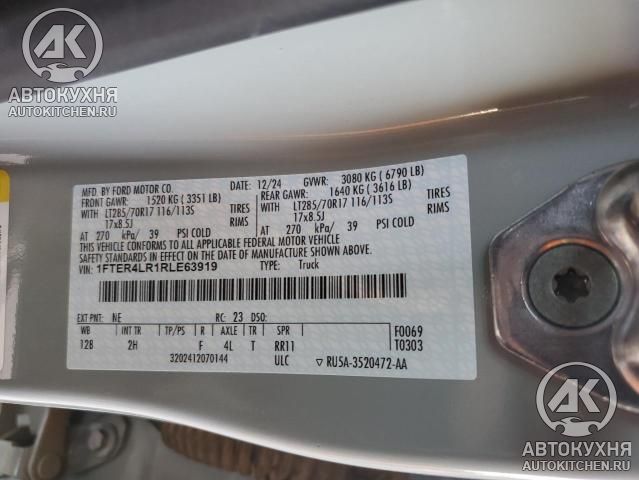 АК
АВТОКУХНЯ
AUTOKITCHEN.RU
MFD. BY FORD MOTOR CO.
DATE: 12/24 GVWR: 3080 KG ( 6790 LB)
FRONT GAWR: 1520 KG ( 3351 LB) REAR GAWR: 1640 KG ( 3616 LB)
WITH LT285/70R17 116/113S TIRES WITH LT285/70R17 116/113S TIRES
17x8.5J RIMS 17x8.5J RIMS
AT 270 kPa/ 39 PSI COLD AT 270 kPa/ 39 PSI COLD
THIS VEHICLE CONFORMS TO ALL APPLICABLE FEDERAL MOTOR VEHICLE
SAFETY STANDARDS IN EFFECT ON THE DATE OF MANUFACTURE SHOWN ABOVE.
VIN: 1FTER4LR1RLE63919 TYPE: Truck
EXT PNT: NE RC: 23 DSO:
WB INT TR TP/PS R AXLE TR SPR F0069
128 2H F 4L T RR11 T0303
3202412070144 ULC ▽ RU5A-3520472-AA
АК
АВТОКУХНЯ
AUTOKITCHEN.RU